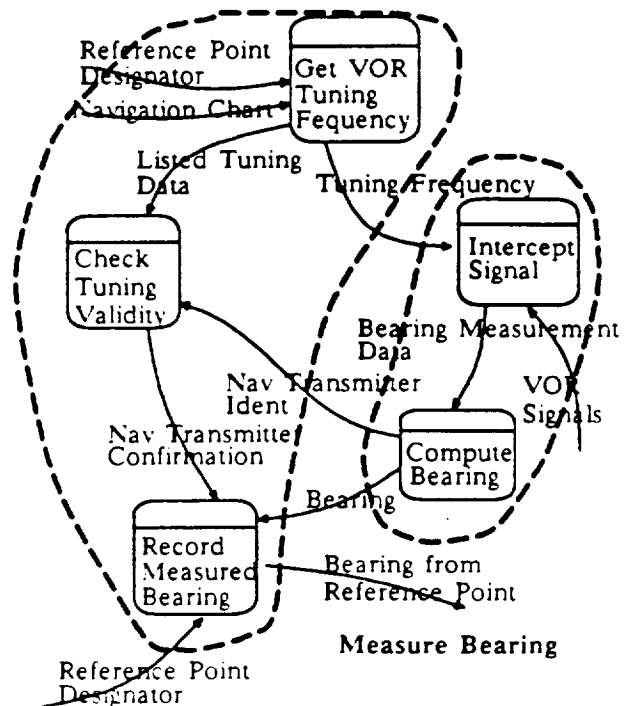 Reference Point
Designator
Navigation Chart
Get VOR
Tuning
Fequency
Listed Tuning
Data
Tuning Frequency
Check
Tuning
Validity
Intercept
Signal
Bearing Measurement
Data
Nav Transmitter
Ident
VOR
Signals
Nav Transmitte
Confirmation
Compute
Bearing
Bearing
Record
Measured
Bearing
Bearing from
Reference Point
Measure Bearing
Reference Point
Designator